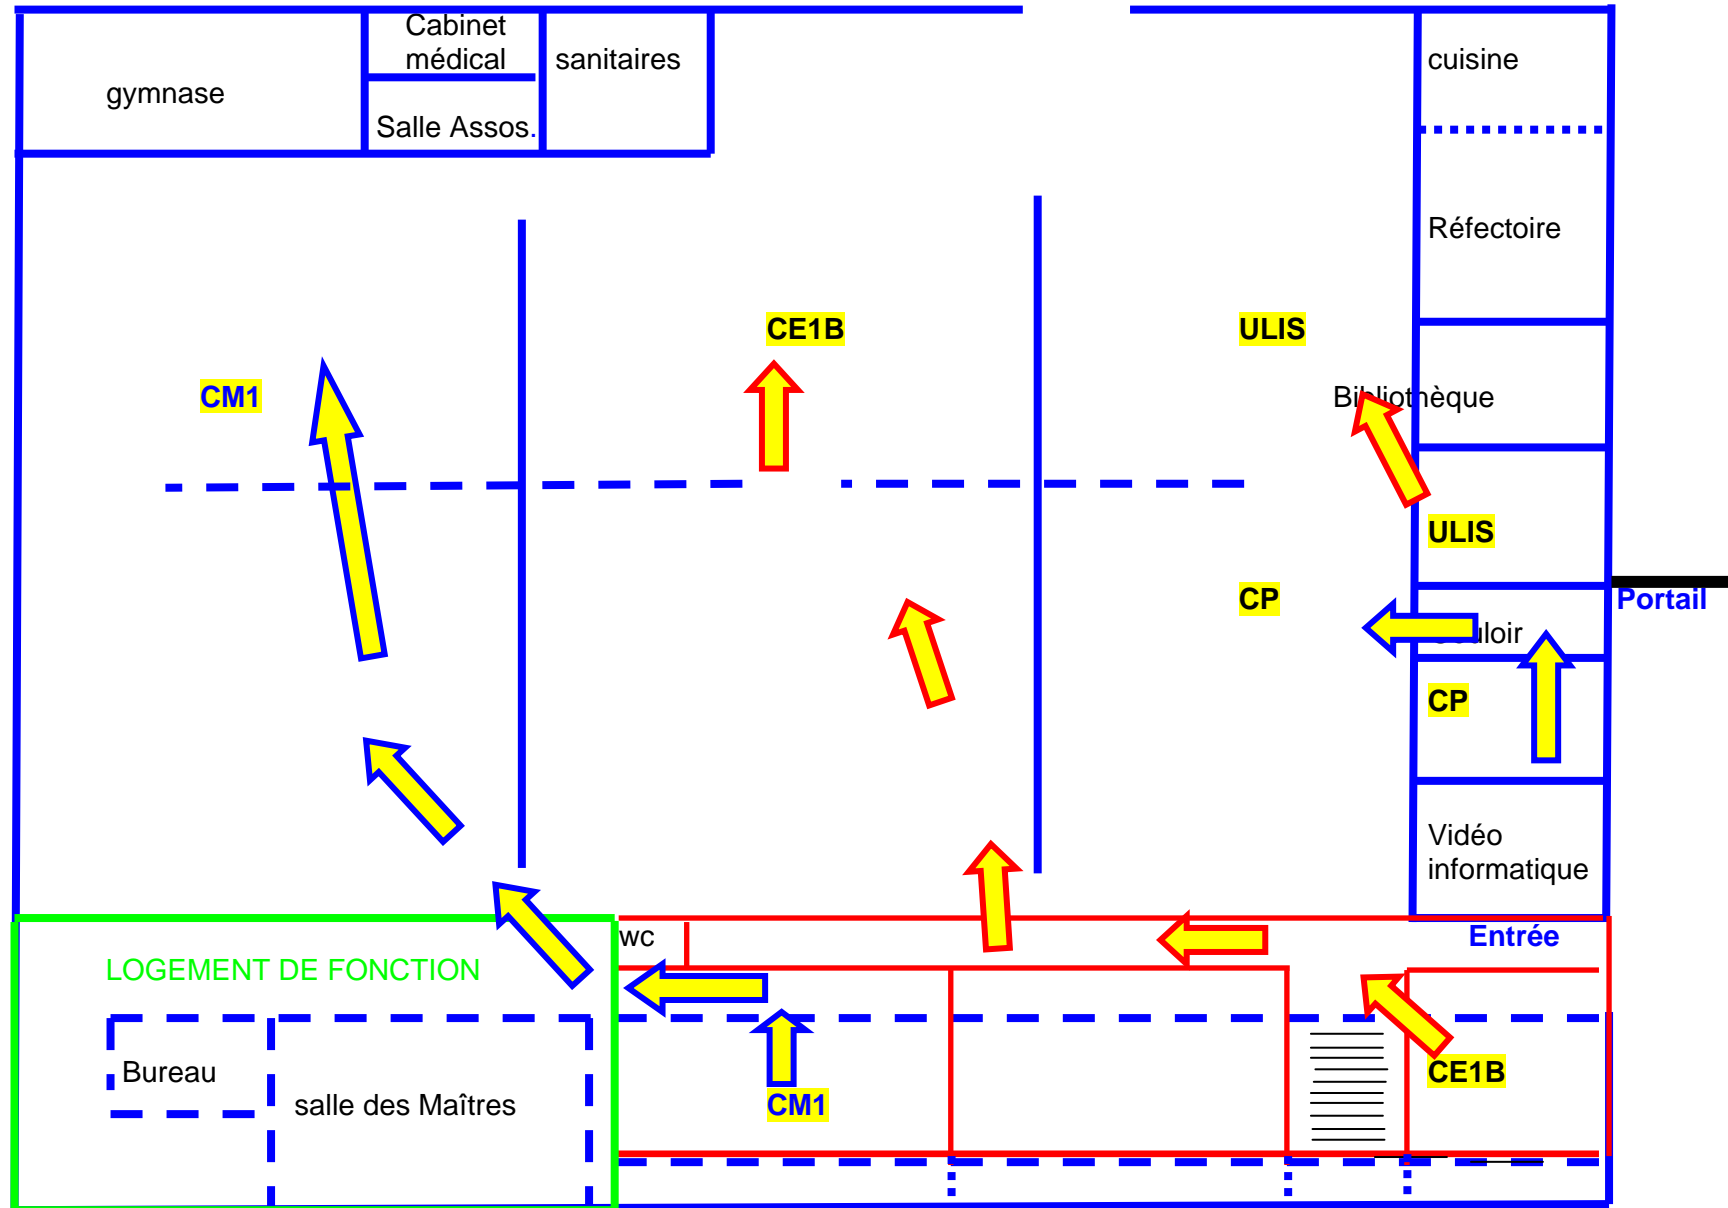 Cabinet
médical
sanitaires
cuisine
gymnase
Salle Assos.
Réfectoire
CE1B
ULIS
CM1
Bibliothèque
ULIS
CP
Portail
Couloir
CP
Vidéo
informatique
wc
Entrée
LOGEMENT DE FONCTION
Bureau
CE1B
salle des Maîtres
CM1